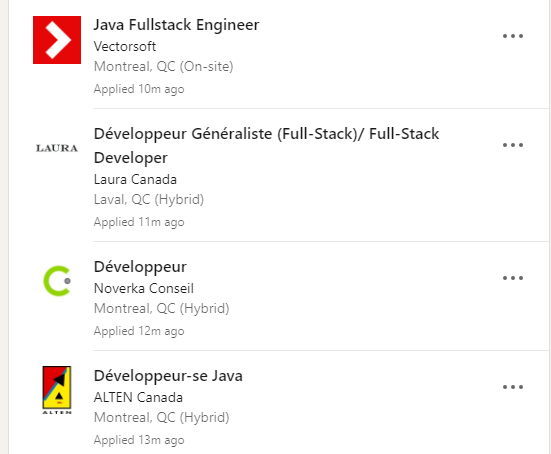 Java Fullstack Engineer
Vectorsoft
Montreal, QC (On-site)
Applied 10m ago
LAURA
Développeur Généraliste (Full-Stack)/ Full-Stack
Developer
Laura Canada
Laval, QC (Hybrid)
Applied 11m ago
Développeur
Noverka Conseil
Montreal, QC (Hybrid)
Applied 12m ago
ALTEN
Développeur-se Java
ALTEN Canada
Montreal, QC (Hybrid)
Applied 13m ago